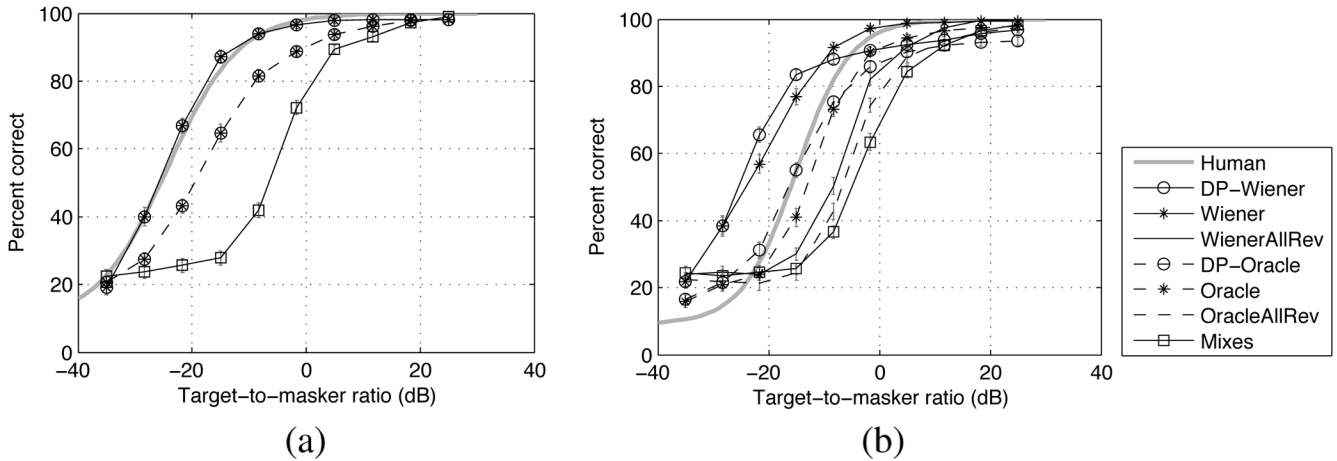 100
80
60
40
20
0
Percent correct
−40
−20
0
20
40
Target−to−masker ratio (dB)
(a)
100
80
60
40
20
0
Percent correct
−40
−20
0
20
40
Target−to−masker ratio (dB)
(b)
Human
DP−Wiener
Wiener
WienerAllRev
DP−Oracle
Oracle
OracleAllRev
Mixes